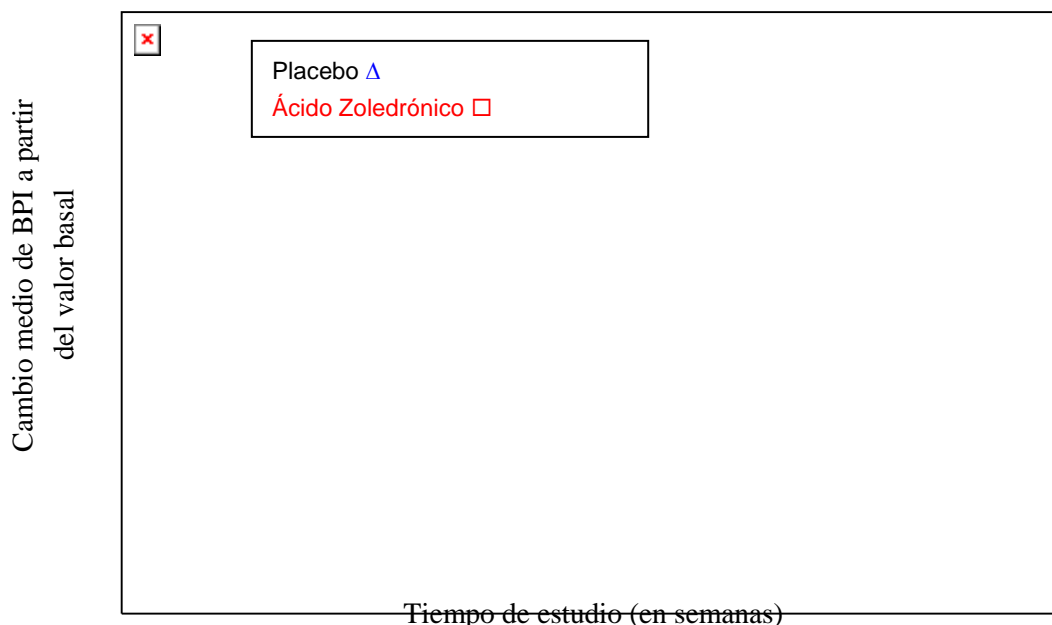 Placebo Δ
Ácido Zoledrónico □
Cambio medio de BPI a partir
del valor basal
Tiempo de estudio (en semanas)